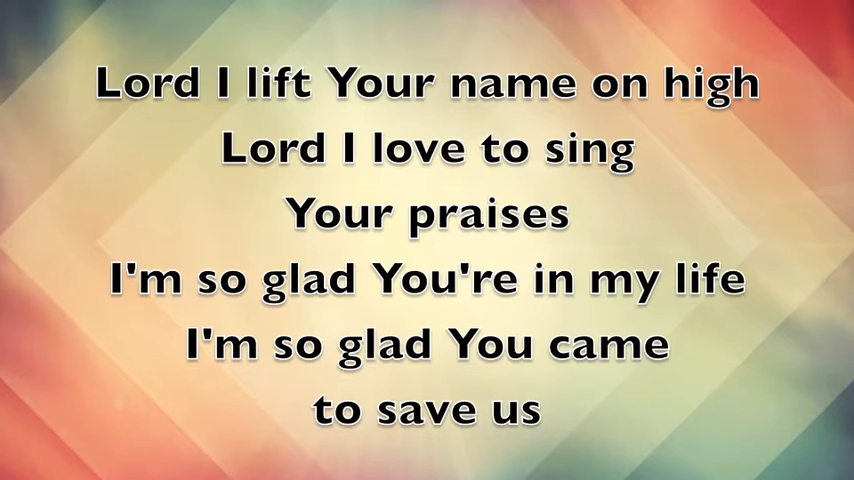 Lord I lift Your name on high
Lord I love to sing
Your praises
I'm so glad You're in my life
I'm so glad You came
to save us